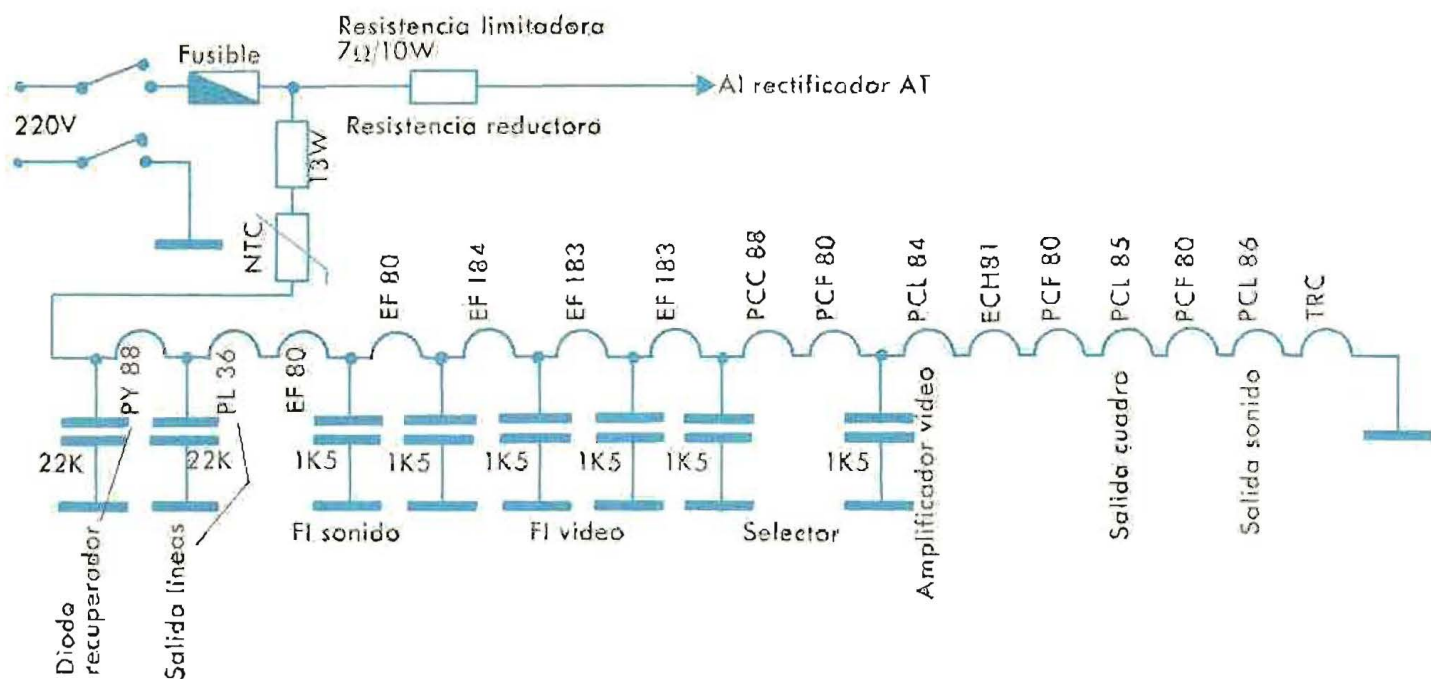 Resistencia limitadora
7Ω/10W
Fusible
Al rectificador AT
220V
Resistencia reductora
13W
NTC
EF 80
EF 184
EF 183
EF 183
PCC 88
PCF 80
PCL 84
ECH81
PCF 80
PCL 85
PCF 80
PCL 86
TRC
PY 88
PL 36
EF 80
22K
22K
1K5
1K5
1K5
1K5
1K5
1K5
Diodo
recuperador
Salida líneas
FI sonido
FI video
Selector
Amplificador video
Salida cuadro
Salida sonido